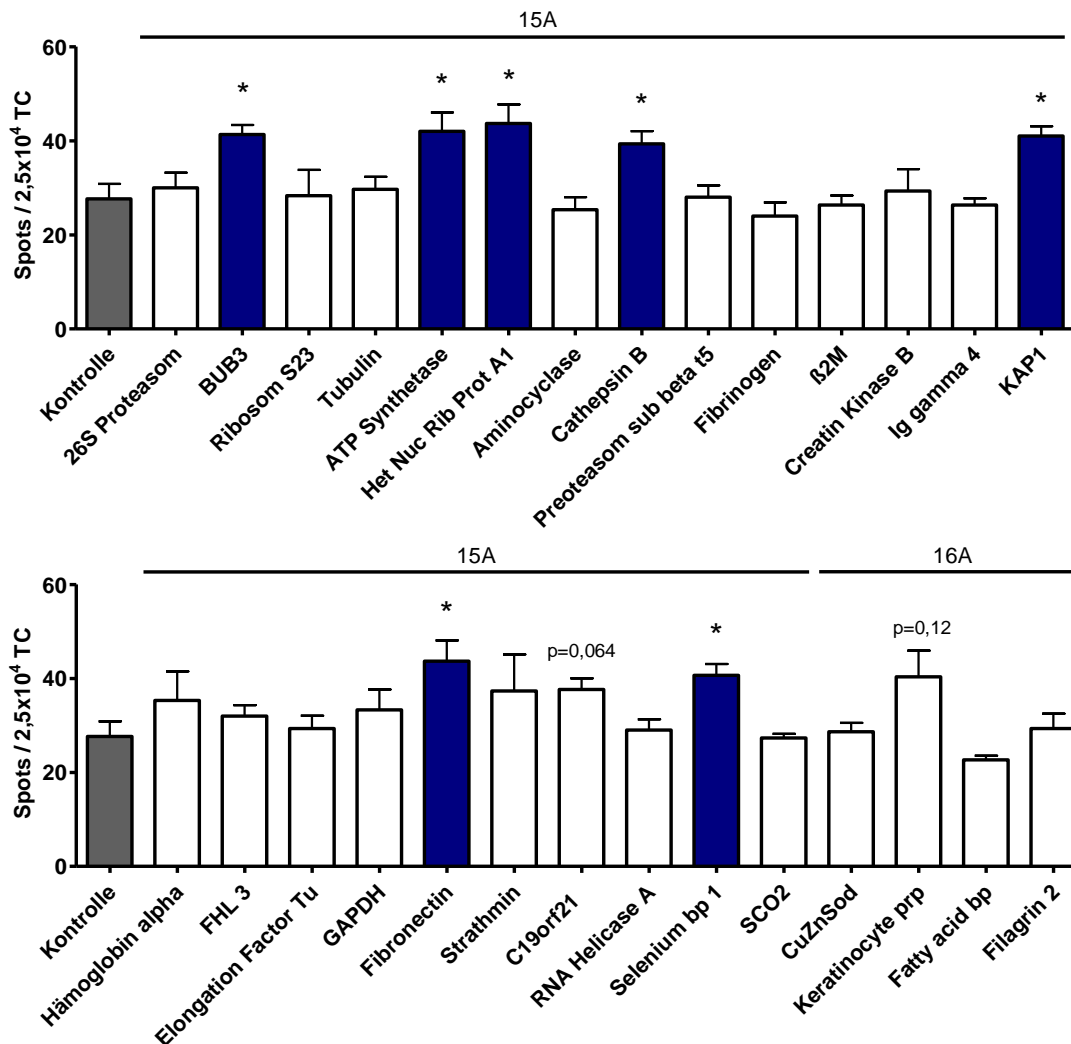 15A
60
40
20
0
Spots / 2,5x10⁴ TC
*
*
*
*
*
Kontrolle
26S Proteasom
BUB3
Ribosom S23
Tubulin
ATP Synthetase
Het Nuc Rib Prot A1
Aminocyclase
Cathepsin B
Preoteasom sub beta t5
Fibrinogen
ß2M
Creatin Kinase B
Ig gamma 4
KAP1
15A
16A
60
40
20
0
Spots / 2,5x10⁴ TC
*
p=0,064
*
p=0,12
Kontrolle
Hämoglobin alpha
FHL 3
Elongation Factor Tu
GAPDH
Fibronectin
Strathmin
C19orf21
RNA Helicase A
Selenium bp 1
SCO2
CuZnSod
Keratinocyte prp
Fatty acid bp
Filagrin 2